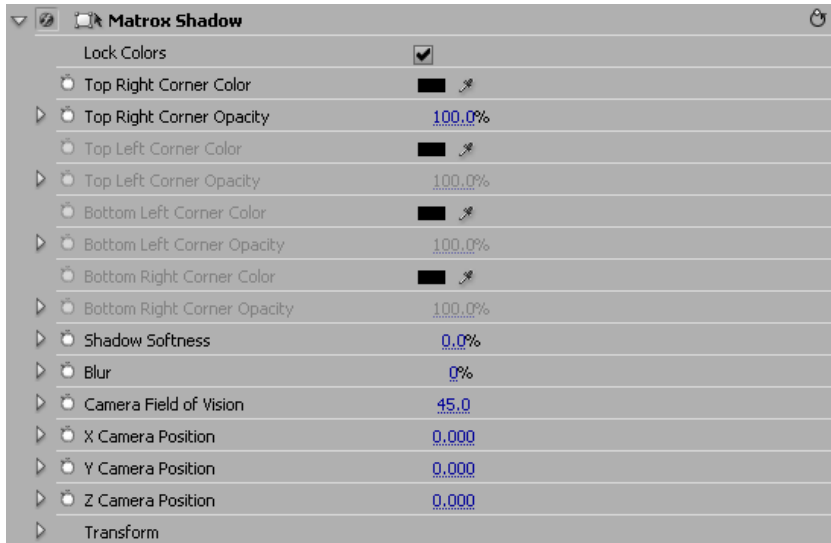 Matrox Shadow
Lock Colors
Top Right Corner Color
Top Right Corner Opacity 100.0%
Top Left Corner Color
Top Left Corner Opacity 100.0%
Bottom Left Corner Color
Bottom Left Corner Opacity 100.0%
Bottom Right Corner Color
Bottom Right Corner Opacity 100.0%
Shadow Softness 0.0%
Blur 0%
Camera Field of Vision 45.0
X Camera Position 0.000
Y Camera Position 0.000
Z Camera Position 0.000
Transform